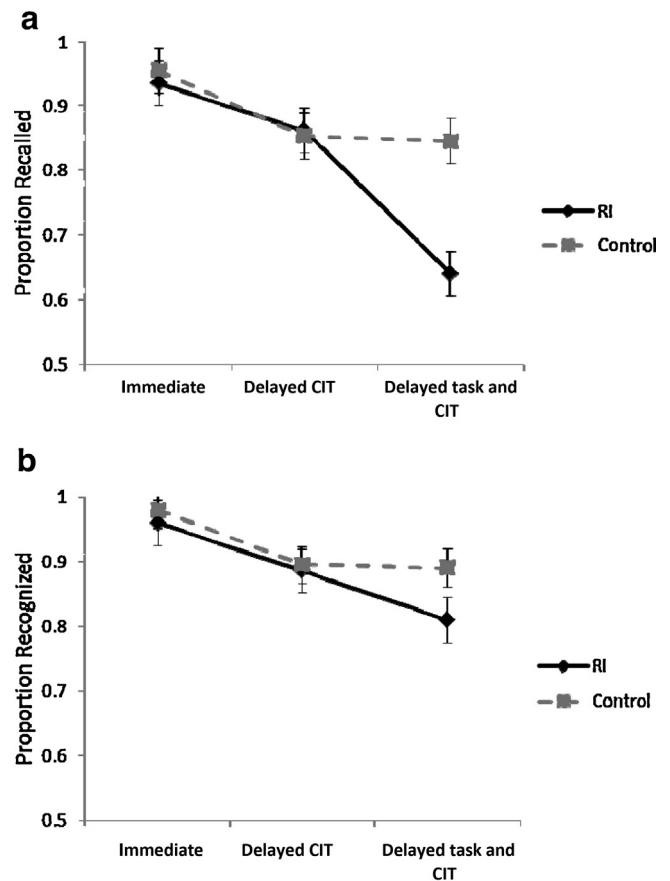 a
1
0.9
0.8
0.7
0.6
0.5
Proportion Recalled
Immediate
Delayed CIT
Delayed task and
CIT
RI
Control
b
1
0.9
0.8
0.7
0.6
0.5
Proportion Recognized
Immediate
Delayed CIT
Delayed task and
CIT
RI
Control